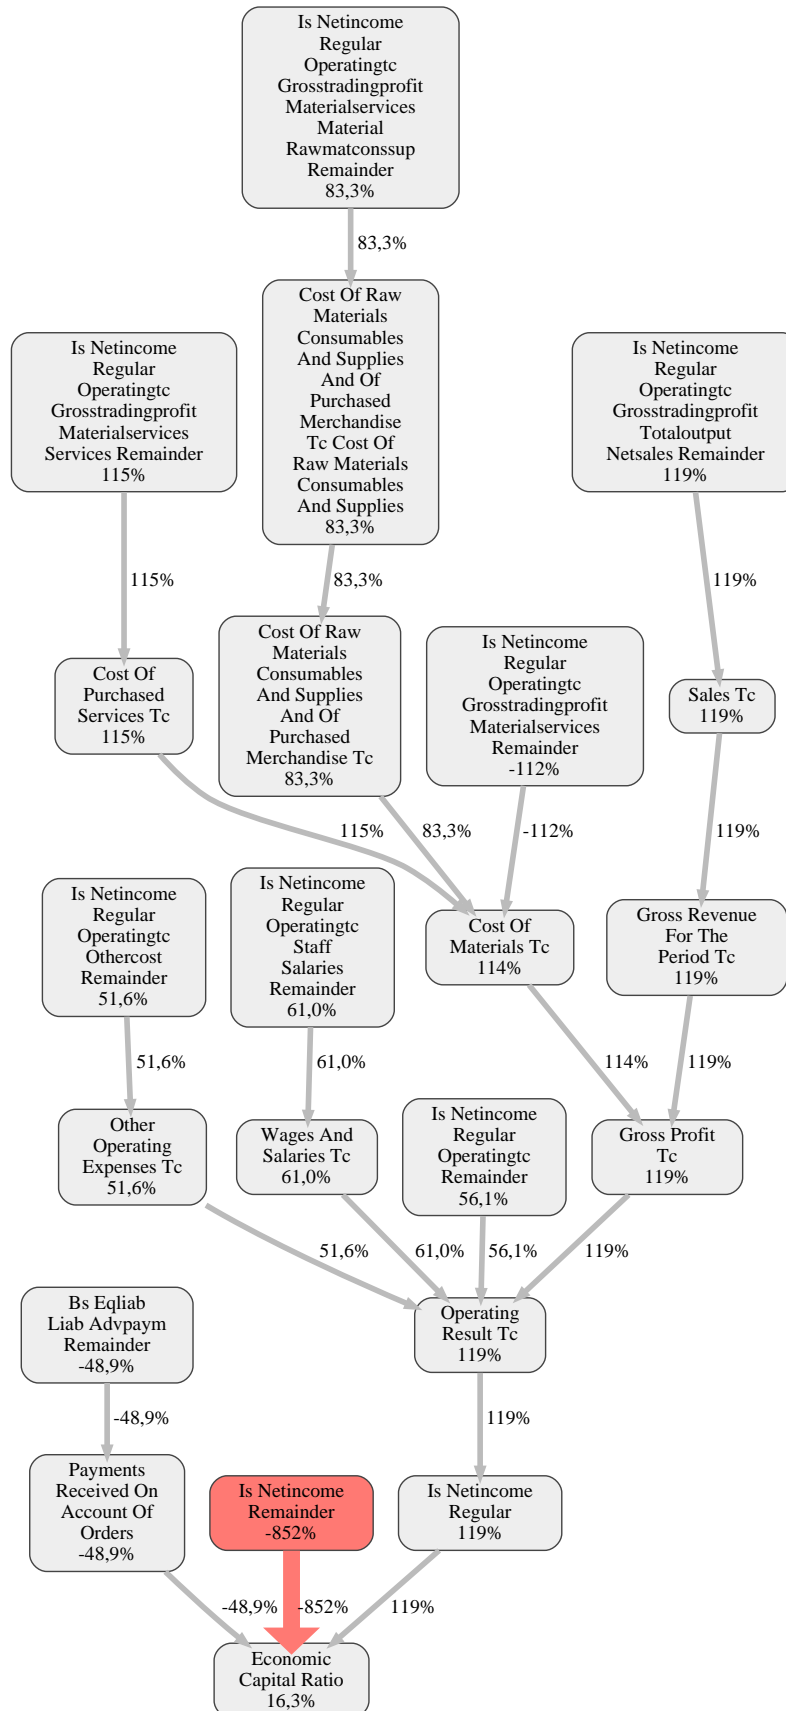 Is Netincome
Regular
Operatingtc
Grosstradingprofit
Materialservices
Material
Rawmatconssup
Remainder
83,3%
83,3%
Cost Of Raw
Materials
Consumables
And Supplies
And Of
Purchased
Merchandise
Tc Cost Of
Raw Materials
Consumables
And Supplies
83,3%
Is Netincome
Regular
Operatingtc
Grosstradingprofit
Materialservices
Services Remainder
115%
Is Netincome
Regular
Operatingtc
Grosstradingprofit
Totaloutput
Netsales Remainder
119%
115%
83,3%
119%
Cost Of
Purchased
Services Tc
115%
Cost Of Raw
Materials
Consumables
And Supplies
And Of
Purchased
Merchandise Tc
83,3%
Is Netincome
Regular
Operatingtc
Grosstradingprofit
Materialservices
Remainder
-112%
Sales Tc
119%
115%
83,3%
-112%
119%
Is Netincome
Regular
Operatingtc
Othercost
Remainder
51,6%
Is Netincome
Regular
Operatingtc
Staff
Salaries
Remainder
61,0%
Cost Of
Materials Tc
114%
Gross Revenue
For The
Period Tc
119%
51,6%
61,0%
114%
119%
Other
Operating
Expenses Tc
51,6%
Wages And
Salaries Tc
61,0%
Is Netincome
Regular
Operatingtc
Remainder
56,1%
Gross Profit
Tc
119%
51,6%
61,0%
56,1%
119%
Bs Eqliab
Liab Advpaym
Remainder
-48,9%
Operating
Result Tc
119%
-48,9%
119%
Payments
Received On
Account Of
Orders
-48,9%
Is Netincome
Remainder
-852%
Is Netincome
Regular
119%
-48,9%
-852%
119%
Economic
Capital Ratio
16,3%